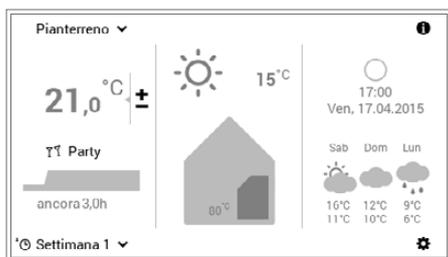 Pianterreno
21,0 °C ±
Party
ancora 3,0h
Settimana 1
15°C
80°C
17:00
Ven, 17.04.2015
Sab Dom Lun
16°C 12°C 9°C
11°C 10°C 6°C